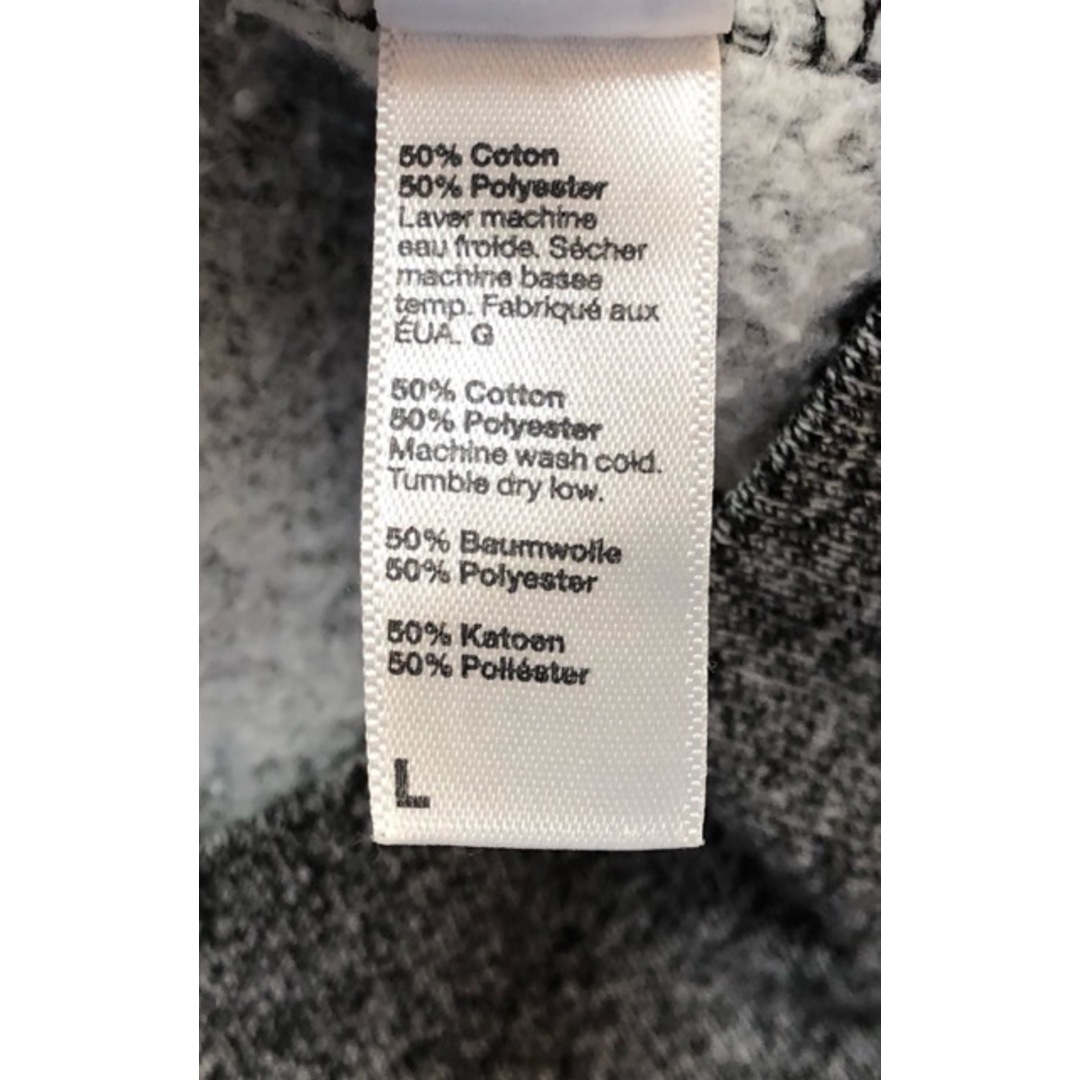 50% Coton
50% Polyester
Laver machine
eau froide. Sécher
machine basse
temp. Fabriqué aux
ÉUA. G
50% Cotton
50% Polyester
Machine wash cold.
Tumble dry low.
50% Baumwolle
50% Polyester
50% Katoen
50% Poliéster
L